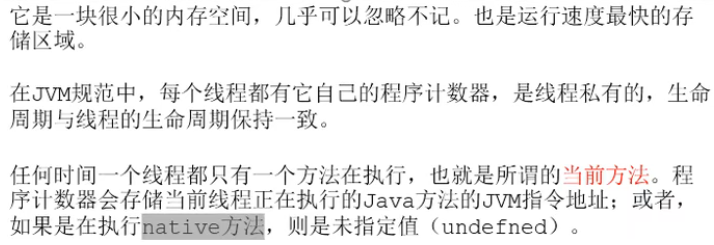 它是一块很小的内存空间，几乎可以忽略不记。也是运行速度最快的存
储区域。
在JVM规范中，每个线程都有它自己的程序计数器，是线程私有的，生命
周期与线程的生命周期保持一致。
任何时间一个线程都只有一个方法在执行，也就是所谓的当前方法。程
序计数器会存储当前线程正在执行的Java方法的JVM指令地址；或者，
如果是在执行native方法，则是未指定值（undefned）。